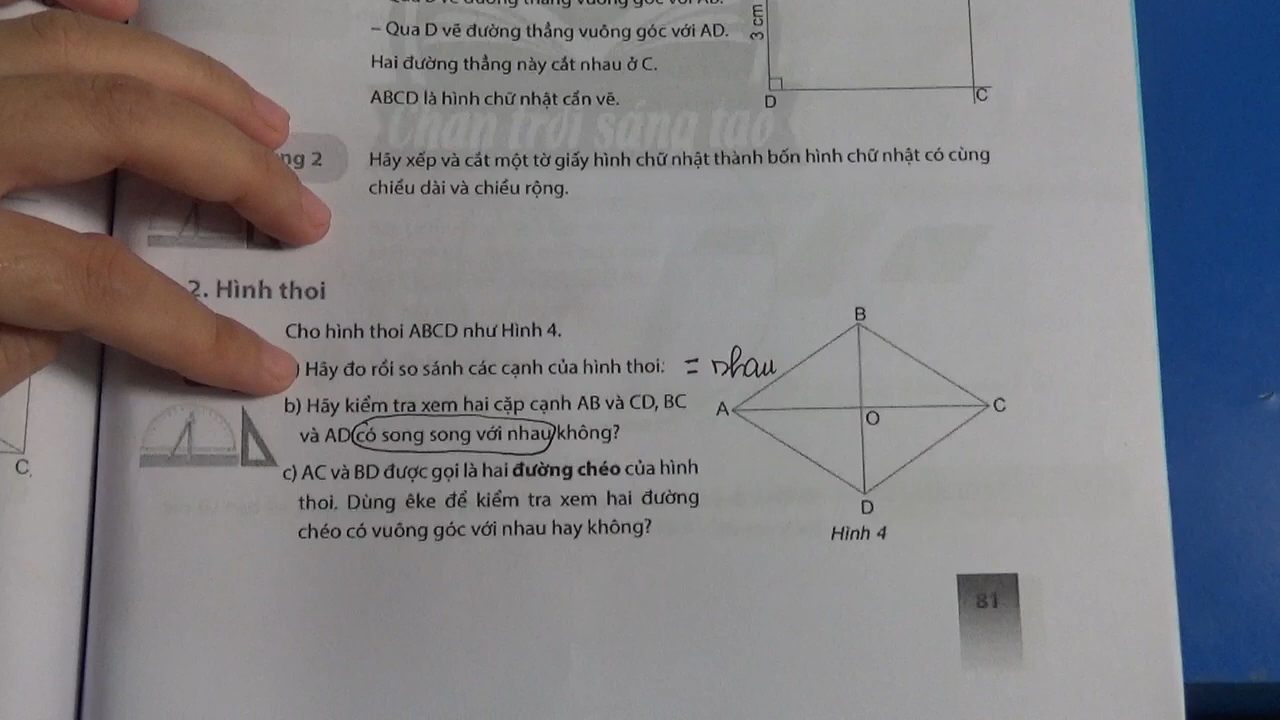 – Qua D vẽ đường thẳng vuông góc với AD.
Hai đường thẳng này cắt nhau ở C.
ABCD là hình chữ nhật cần vẽ.
3 cm
D
C
Chân trời sáng tạo
ng 2
Hãy xếp và cắt một tờ giấy hình chữ nhật thành bốn hình chữ nhật có cùng
chiều dài và chiều rộng.
2. Hình thoi
Cho hình thoi ABCD như Hình 4.
) Hãy đo rồi so sánh các cạnh của hình thoi: = nhau
b) Hãy kiểm tra xem hai cặp cạnh AB và CD, BC
và AD có song song với nhau không?
c) AC và BD được gọi là hai đường chéo của hình
thoi. Dùng êke để kiểm tra xem hai đường
chéo có vuông góc với nhau hay không?
B
A
C
O
D
Hình 4
C.
81